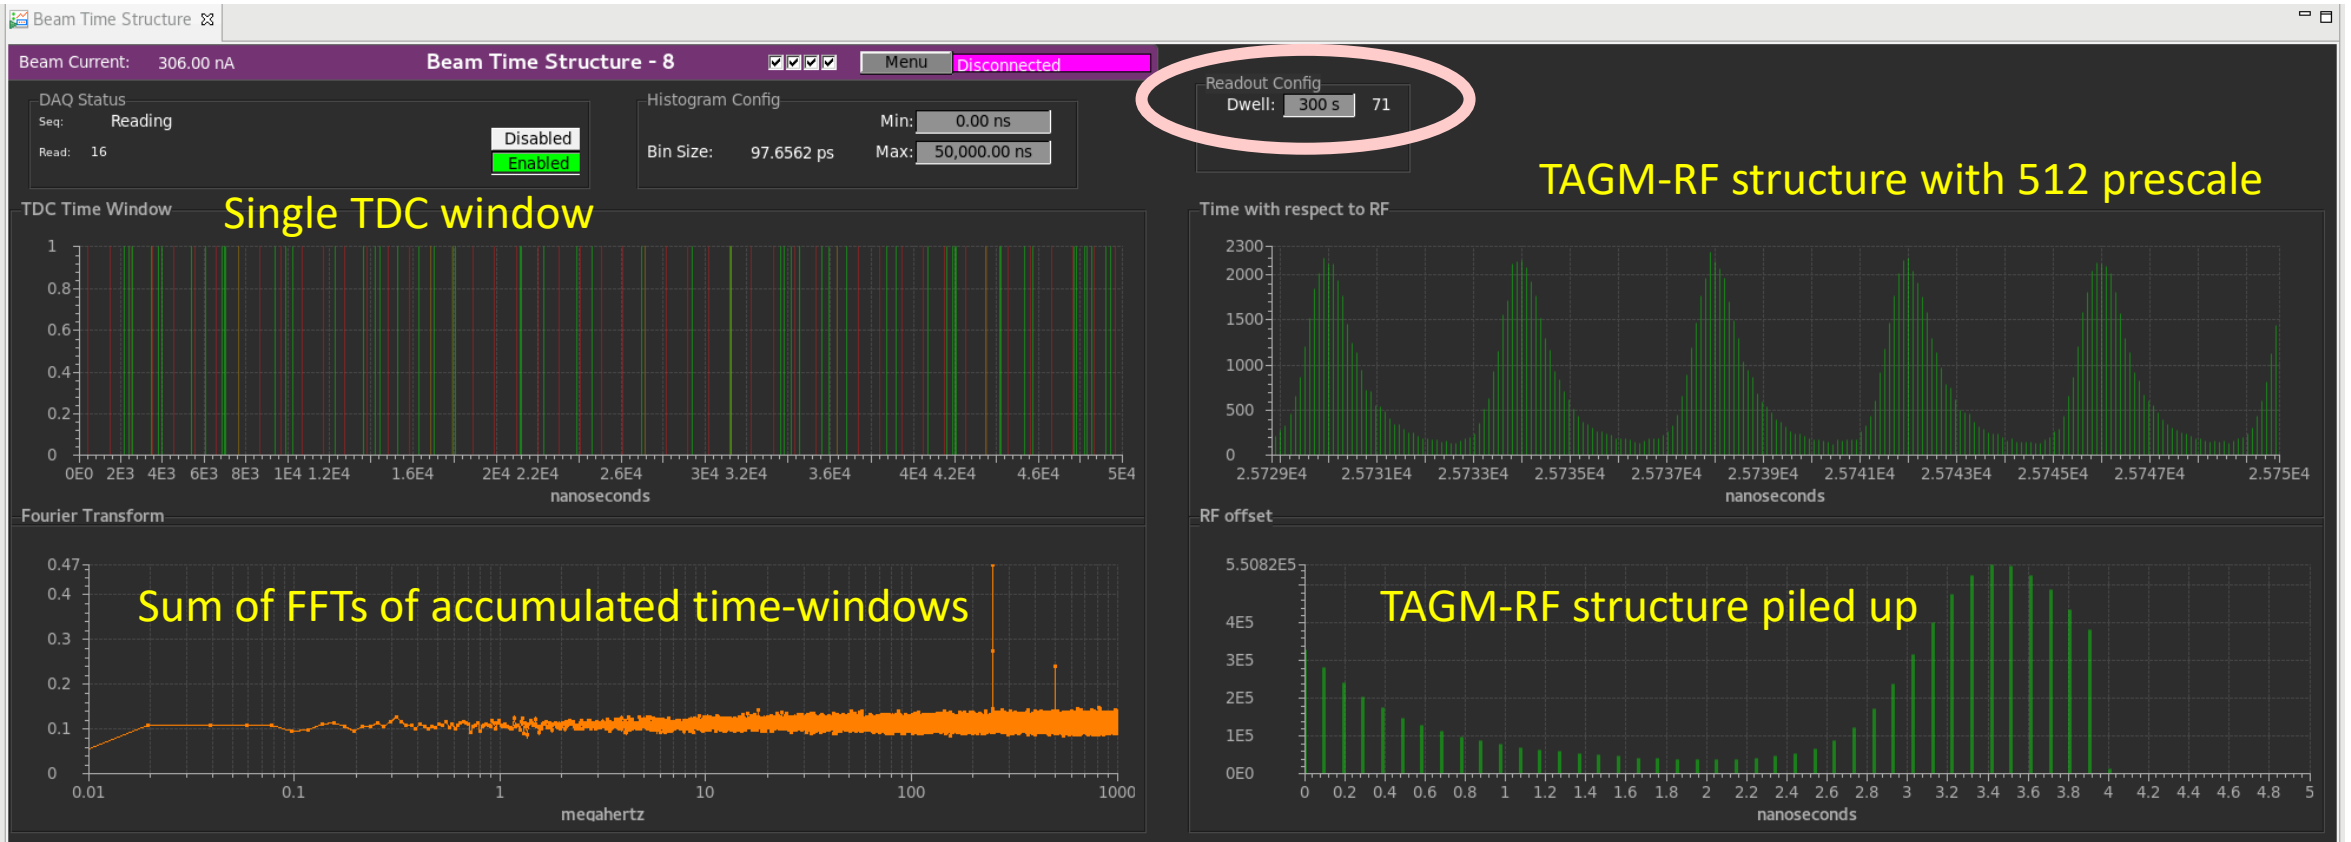 Beam Time Structure
Beam Current: 306.00 nA Beam Time Structure - 8 Menu Disconnected
DAQ Status
Seq: Reading
Read: 16
Disabled
Enabled
Histogram Config
Min: 0.00 ns
Bin Size: 97.6562 ps Max: 50,000.00 ns
Readout Config
Dwell: 300 s 71
TAGM-RF structure with 512 prescale
TDC Time Window
Single TDC window
1
0.8
0.6
0.4
0.2
0
0E0 2E3 4E3 6E3 8E3 1E4 1.2E4 1.6E4 2E4 2.2E4 2.6E4 3E4 3.2E4 3.6E4 4E4 4.2E4 4.6E4 5E4
nanoseconds
Time with respect to RF
2300
2000
1500
1000
500
0
2.5729E4 2.5731E4 2.5733E4 2.5735E4 2.5737E4 2.5739E4 2.5741E4 2.5743E4 2.5745E4 2.5747E4 2.575E4
nanoseconds
Fourier Transform
0.47
0.4
0.3
0.2
0.1
0
Sum of FFTs of accumulated time-windows
0.01 0.1 1 10 100 1000
megahertz
RF offset
5.5082E5
4E5
3E5
2E5
1E5
0E0
TAGM-RF structure piled up
0 0.2 0.4 0.6 0.8 1 1.2 1.4 1.6 1.8 2 2.2 2.4 2.6 2.8 3 3.2 3.4 3.6 3.8 4 4.2 4.4 4.6 4.8 5
nanoseconds